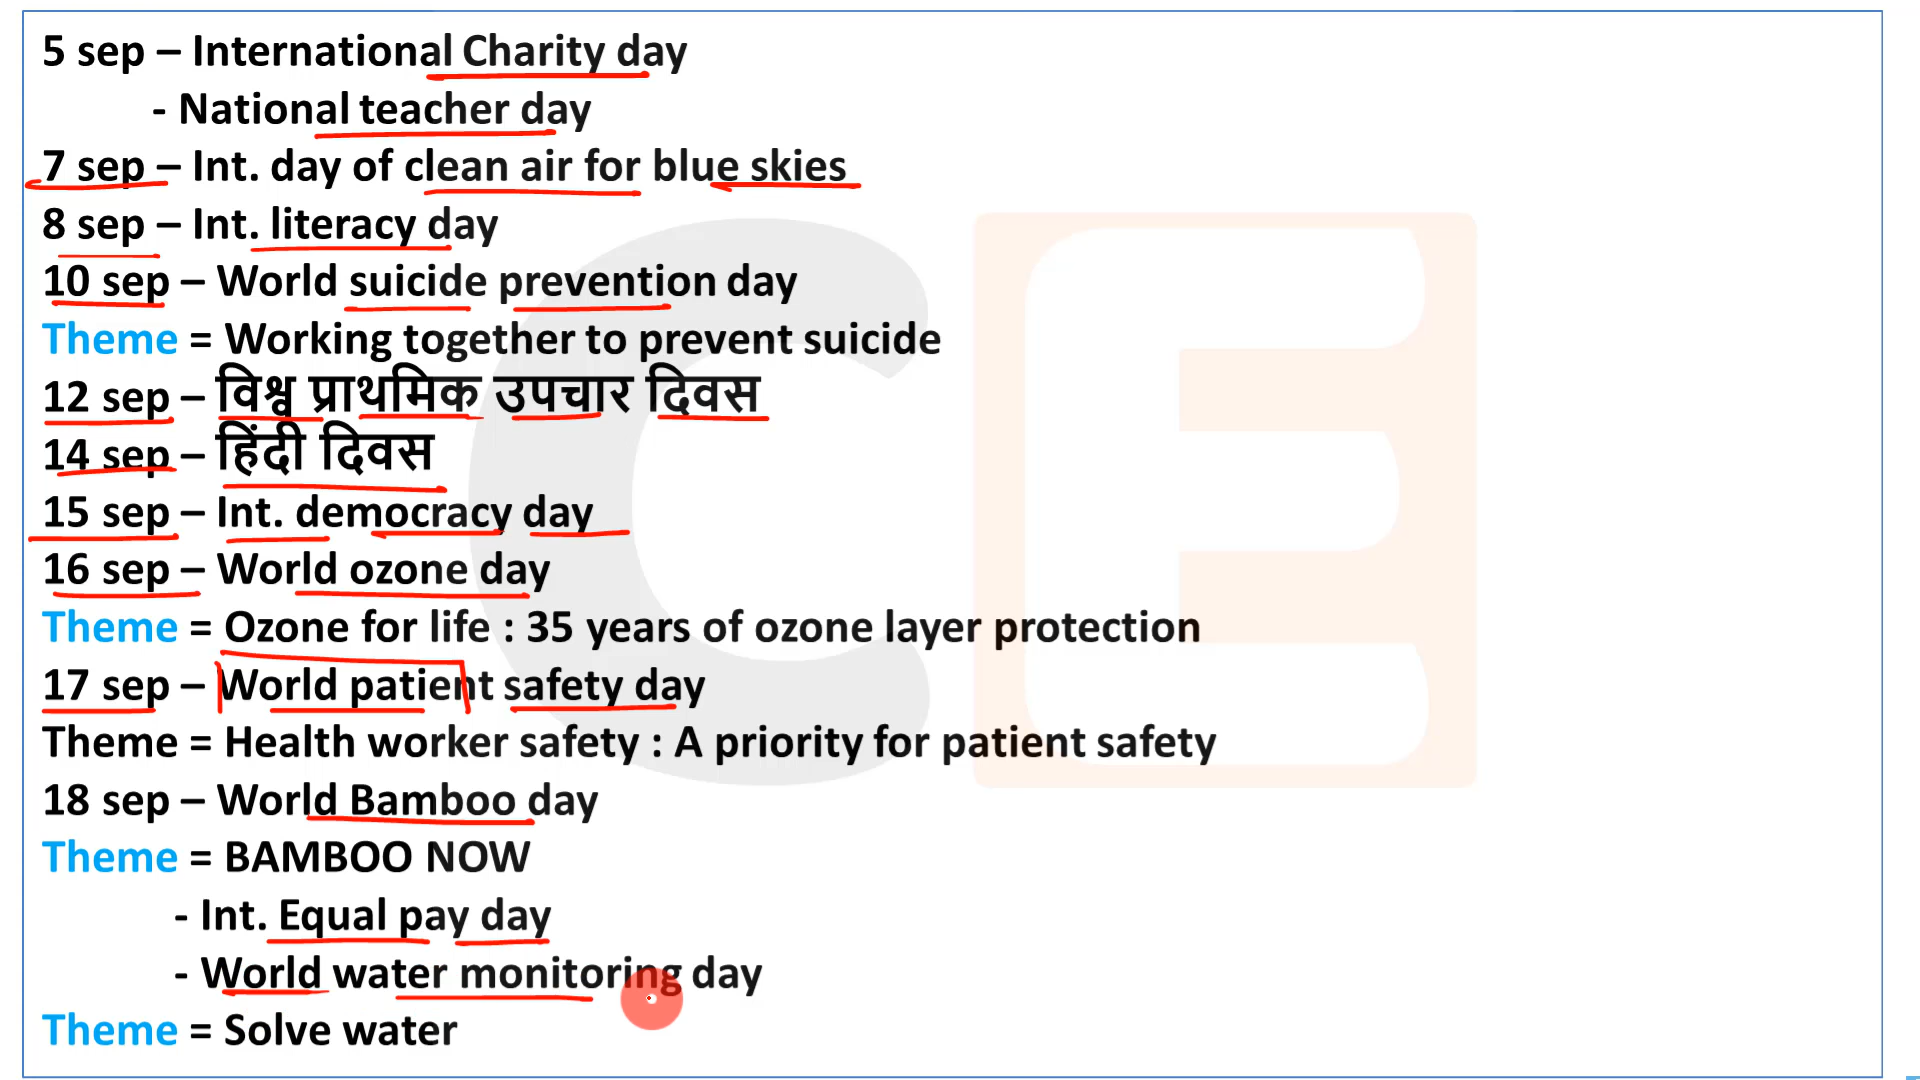 5 sep – International Charity day
- National teacher day
7 sep – Int. day of clean air for blue skies
8 sep – Int. literacy day
10 sep – World suicide prevention day
Theme = Working together to prevent suicide
12 sep – विश्व प्राथमिक उपचार दिवस
14 sep – हिंदी दिवस
15 sep – Int. democracy day
16 sep – World ozone day
Theme = Ozone for life : 35 years of ozone layer protection
17 sep – World patient safety day
Theme = Health worker safety : A priority for patient safety
18 sep – World Bamboo day
Theme = BAMBOO NOW
- Int. Equal pay day
- World water monitoring day
Theme = Solve water
CE